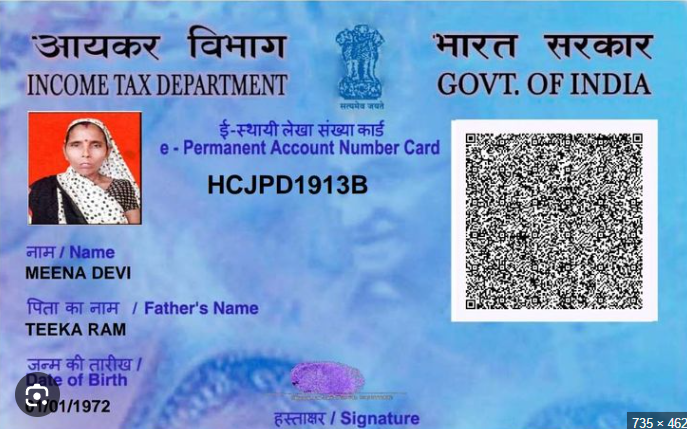 आयकर विभाग
INCOME TAX DEPARTMENT
सत्यमेव जयते
भारत सरकार
GOVT. OF INDIA
ई-स्थायी लेखा संख्या कार्ड
e - Permanent Account Number Card
HCJPD1913B
नाम / Name
MEENA DEVI
पिता का नाम / Father's Name
TEEKA RAM
जन्म की तारीख /
Date of Birth
01/01/1972
हस्ताक्षर / Signature
735 × 462